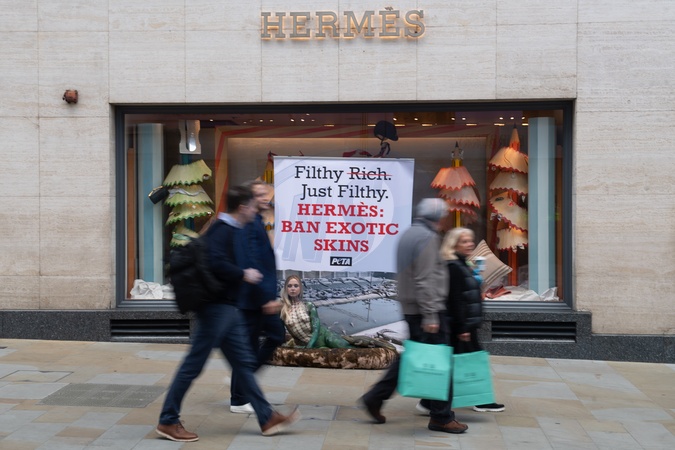 HERMÈS
Filthy Rich.
Just Filthy.
HERMÈS:
BAN EXOTIC
SKINS
PETA